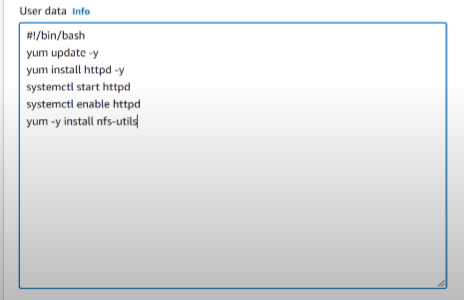 User data Info
#!/bin/bash
yum update -y
yum install httpd -y
systemctl start httpd
systemctl enable httpd
yum -y install nfs-utils